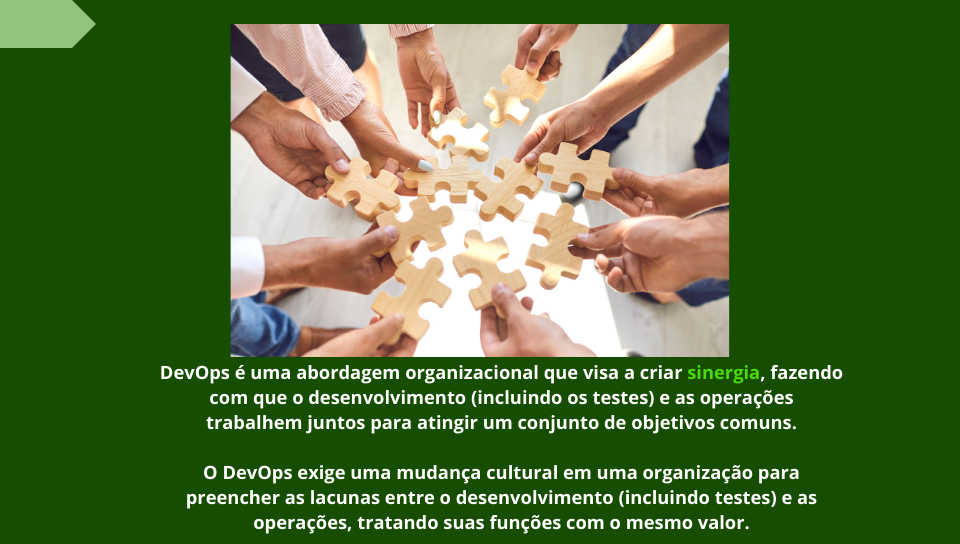 DevOps é uma abordagem organizacional que visa a criar sinergia, fazendo
com que o desenvolvimento (incluindo os testes) e as operações
trabalhem juntos para atingir um conjunto de objetivos comuns.
O DevOps exige uma mudança cultural em uma organização para
preencher as lacunas entre o desenvolvimento (incluindo testes) e as
operações, tratando suas funções com o mesmo valor.